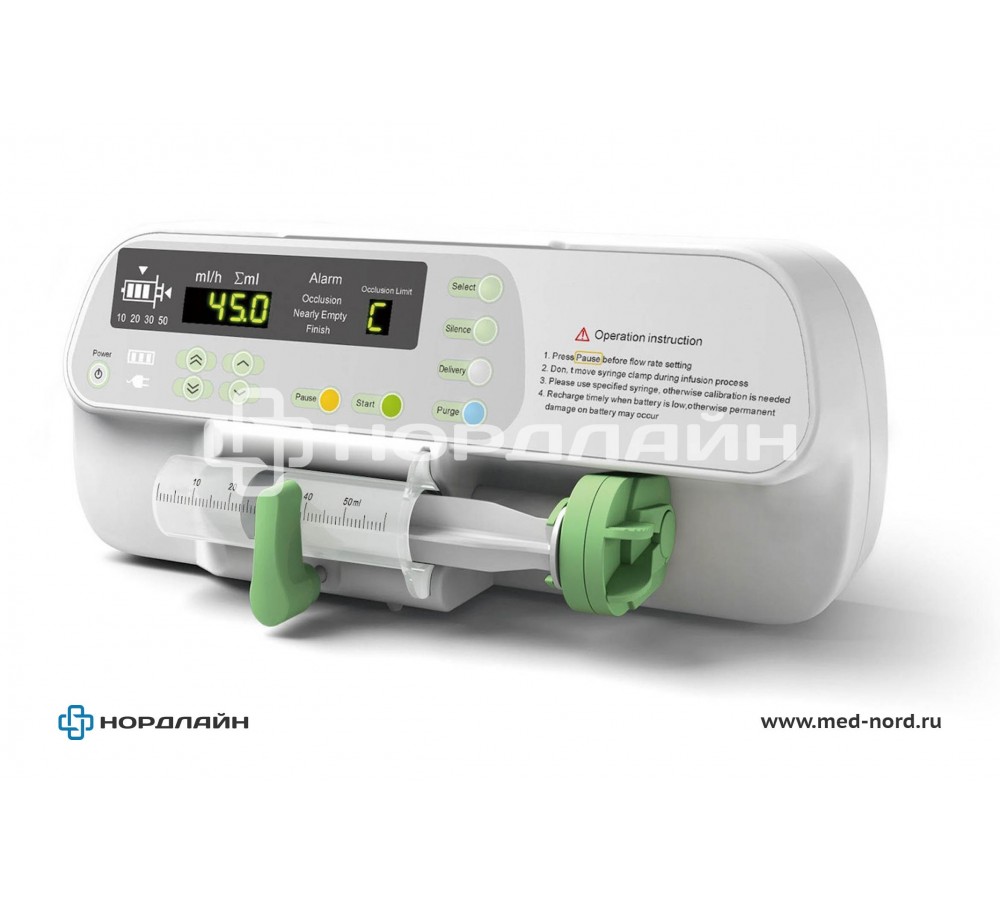 ml/h Σml
Alarm
Occlusion Limit
45.0
C
Occlusion
Nearly Empty
Finish
10 20 30 50
Select
Silence
Delivery
Purge
Power
Pause
Start
Operation instruction
1. Press Pause before flow rate setting
2. Don, t move syringe clamp during infusion process
3. Please use specified syringe, otherwise calibration is needed
4. Recharge timely when battery is low,otherwise permanent
damage on battery may occur
НОРДЛАЙН
10 20 40 50ml
НОРДЛАЙН
www.med-nord.ru